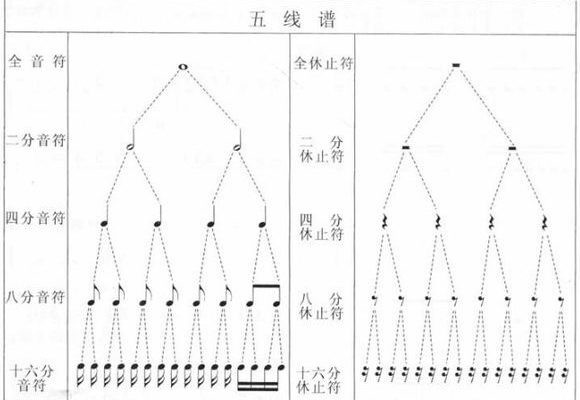 五线谱
全音符
全休止符
二分音符
二分
休止符
四分音符
四分
休止符
八分音符
八分
休止符
十六分
音符
十六分
休止符